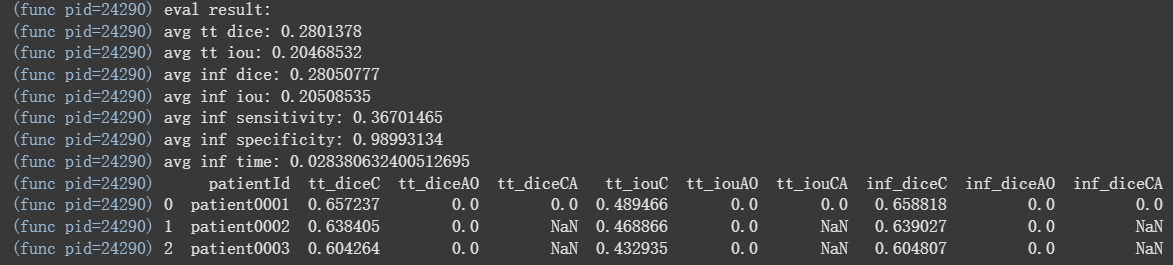 (func pid=24290) eval result:
(func pid=24290) avg tt dice: 0.2801378
(func pid=24290) avg tt iou: 0.20468532
(func pid=24290) avg inf dice: 0.28050777
(func pid=24290) avg inf iou: 0.20508535
(func pid=24290) avg inf sensitivity: 0.36701465
(func pid=24290) avg inf specificity: 0.98993134
(func pid=24290) avg inf time: 0.028380632400512695
(func pid=24290)      patientId  tt_diceC  tt_diceAO  tt_diceCA   tt_iouC  tt_iouAO  tt_iouCA  inf_diceC  inf_diceAO  inf_diceCA
(func pid=24290) 0  patient0001  0.657237        0.0        0.0  0.489466       0.0       0.0   0.658818         0.0         0.0
(func pid=24290) 1  patient0002  0.638405        0.0        NaN  0.468866       0.0       NaN   0.639027         0.0         NaN
(func pid=24290) 2  patient0003  0.604264        0.0        NaN  0.432935       0.0       NaN   0.604807         0.0         NaN